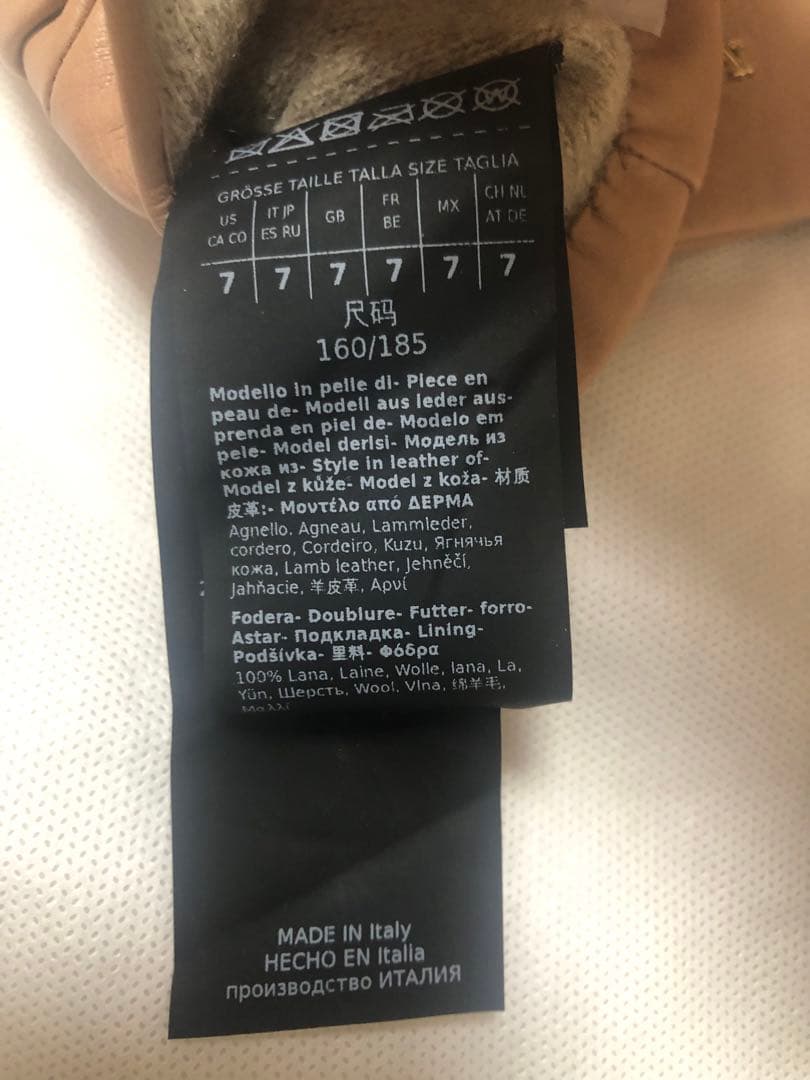 GRÖSSE TAILLE TALLA SIZE TAGLIA
US CA CO IT JP ES RU GB FR BE MX CH NL AT DE
7 7 7 7 7 7
尺码
160/185
Modello in pelle di- Piece en
peau de- Modell aus leder aus-
prenda en piel de- Modelo em
pele- Model derisi- Модель из
кожа из- Style in leather of-
Model z kůže- Model z koža- 材质
皮革:- Μοντέλο από ΔΕΡΜΑ
Agnello, Agneau, Lammleder,
cordero, Cordeiro, Kuzu, Ягнячья
кожа, Lamb leather, Jehněčí,
Jahňacie, 羊皮革, Αρνί
Fodera- Doublure- Futter- forro-
Astar- Подкладка- Lining-
Podšívka- 里料- Φόδρα
100% Lana, Laine, Wolle, lana, La,
Yün, Шерсть, Wool, Vlna, 绵羊毛,
Μαλλί
MADE IN Italy
HECHO EN Italia
производство ИТАЛИЯ